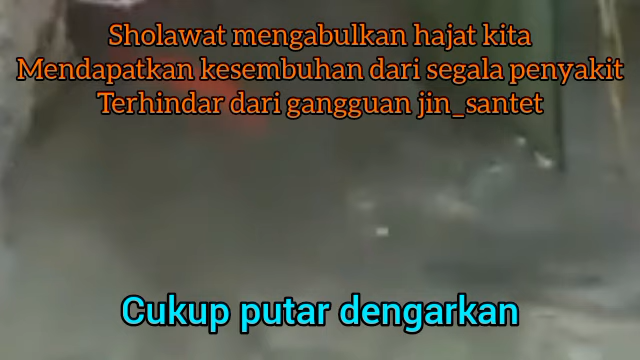 Sholawat mengabulkan hajat kita
Mendapatkan kesembuhan dari segala penyakit
Terhindar dari gangguan jin_santet
Cukup putar dengarkan